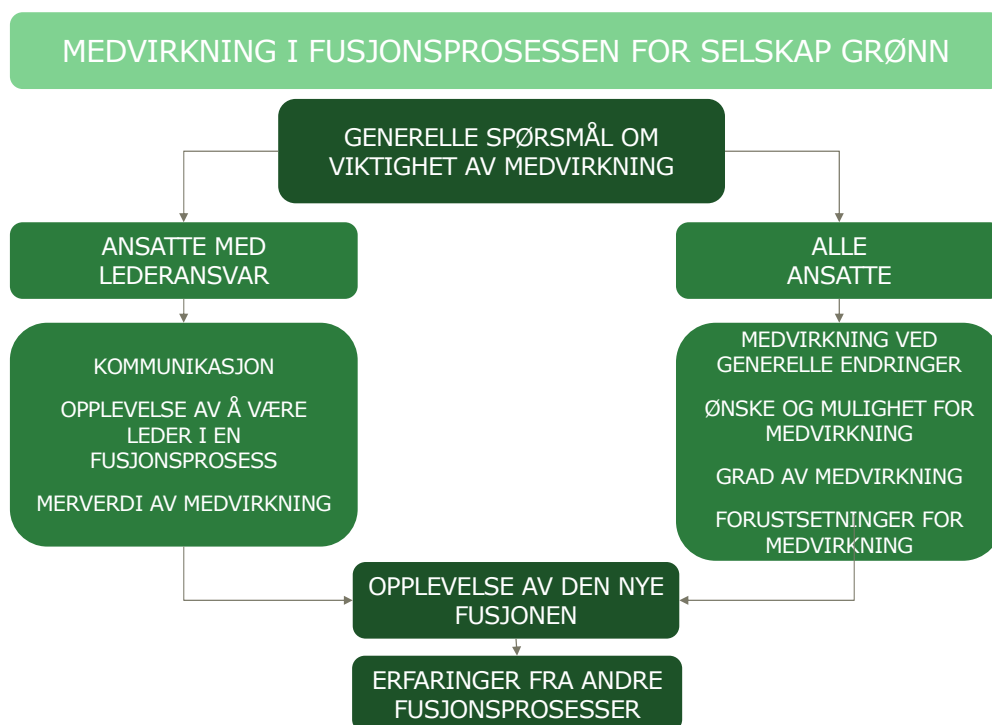 MEDVIRKNING I FUSJONSPROSESSEN FOR SELSKAP GRØNN
GENERELLE SPØRSMÅL OM
VIKTIGHET AV MEDVIRKNING
ANSATTE MED
LEDERANSVAR
KOMMUNIKASJON
OPPLEVELSE AV Å VÆRE
LEDER I EN
FUSJONSPROSESS
MERVERDI AV MEDVIRKNING
ALLE
ANSATTE
MEDVIRKNING VED
GENERELLE ENDRINGER
ØNSKE OG MULIGHET FOR
MEDVIRKNING
GRAD AV MEDVIRKNING
FORUSTSETNINGER FOR
MEDVIRKNING
OPPLEVELSE AV DEN NYE
FUSJONEN
ERFARINGER FRA ANDRE
FUSJONSPROSESSER